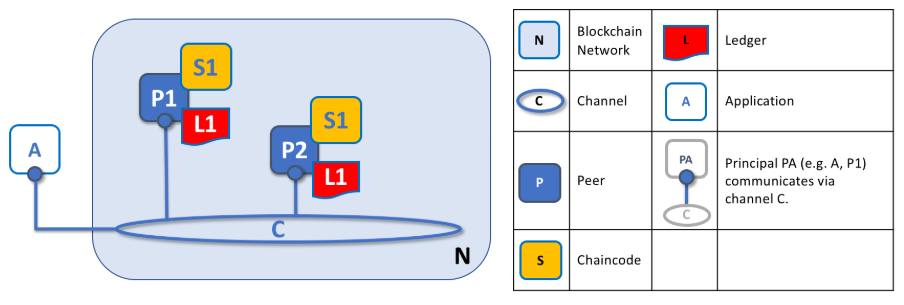 S1
P1
L1
S1
P2
L1
A
C
N
N
Blockchain
Network
L
Ledger
C
Channel
A
Application
P
Peer
PA
C
Principal PA (e.g. A, P1)
communicates via
channel C.
S
Chaincode